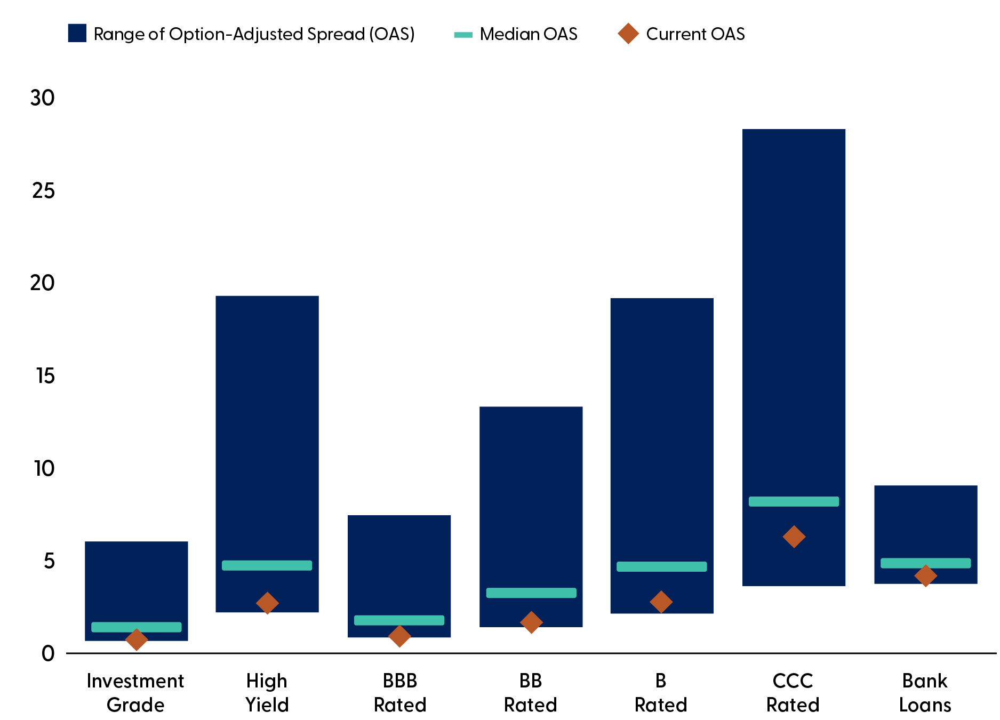 Range of Option-Adjusted Spread (OAS) Median OAS Current OAS
30
25
20
15
10
5
0
Investment High BBB BB B CCC Bank
Grade Yield Rated Rated Rated Rated Loans